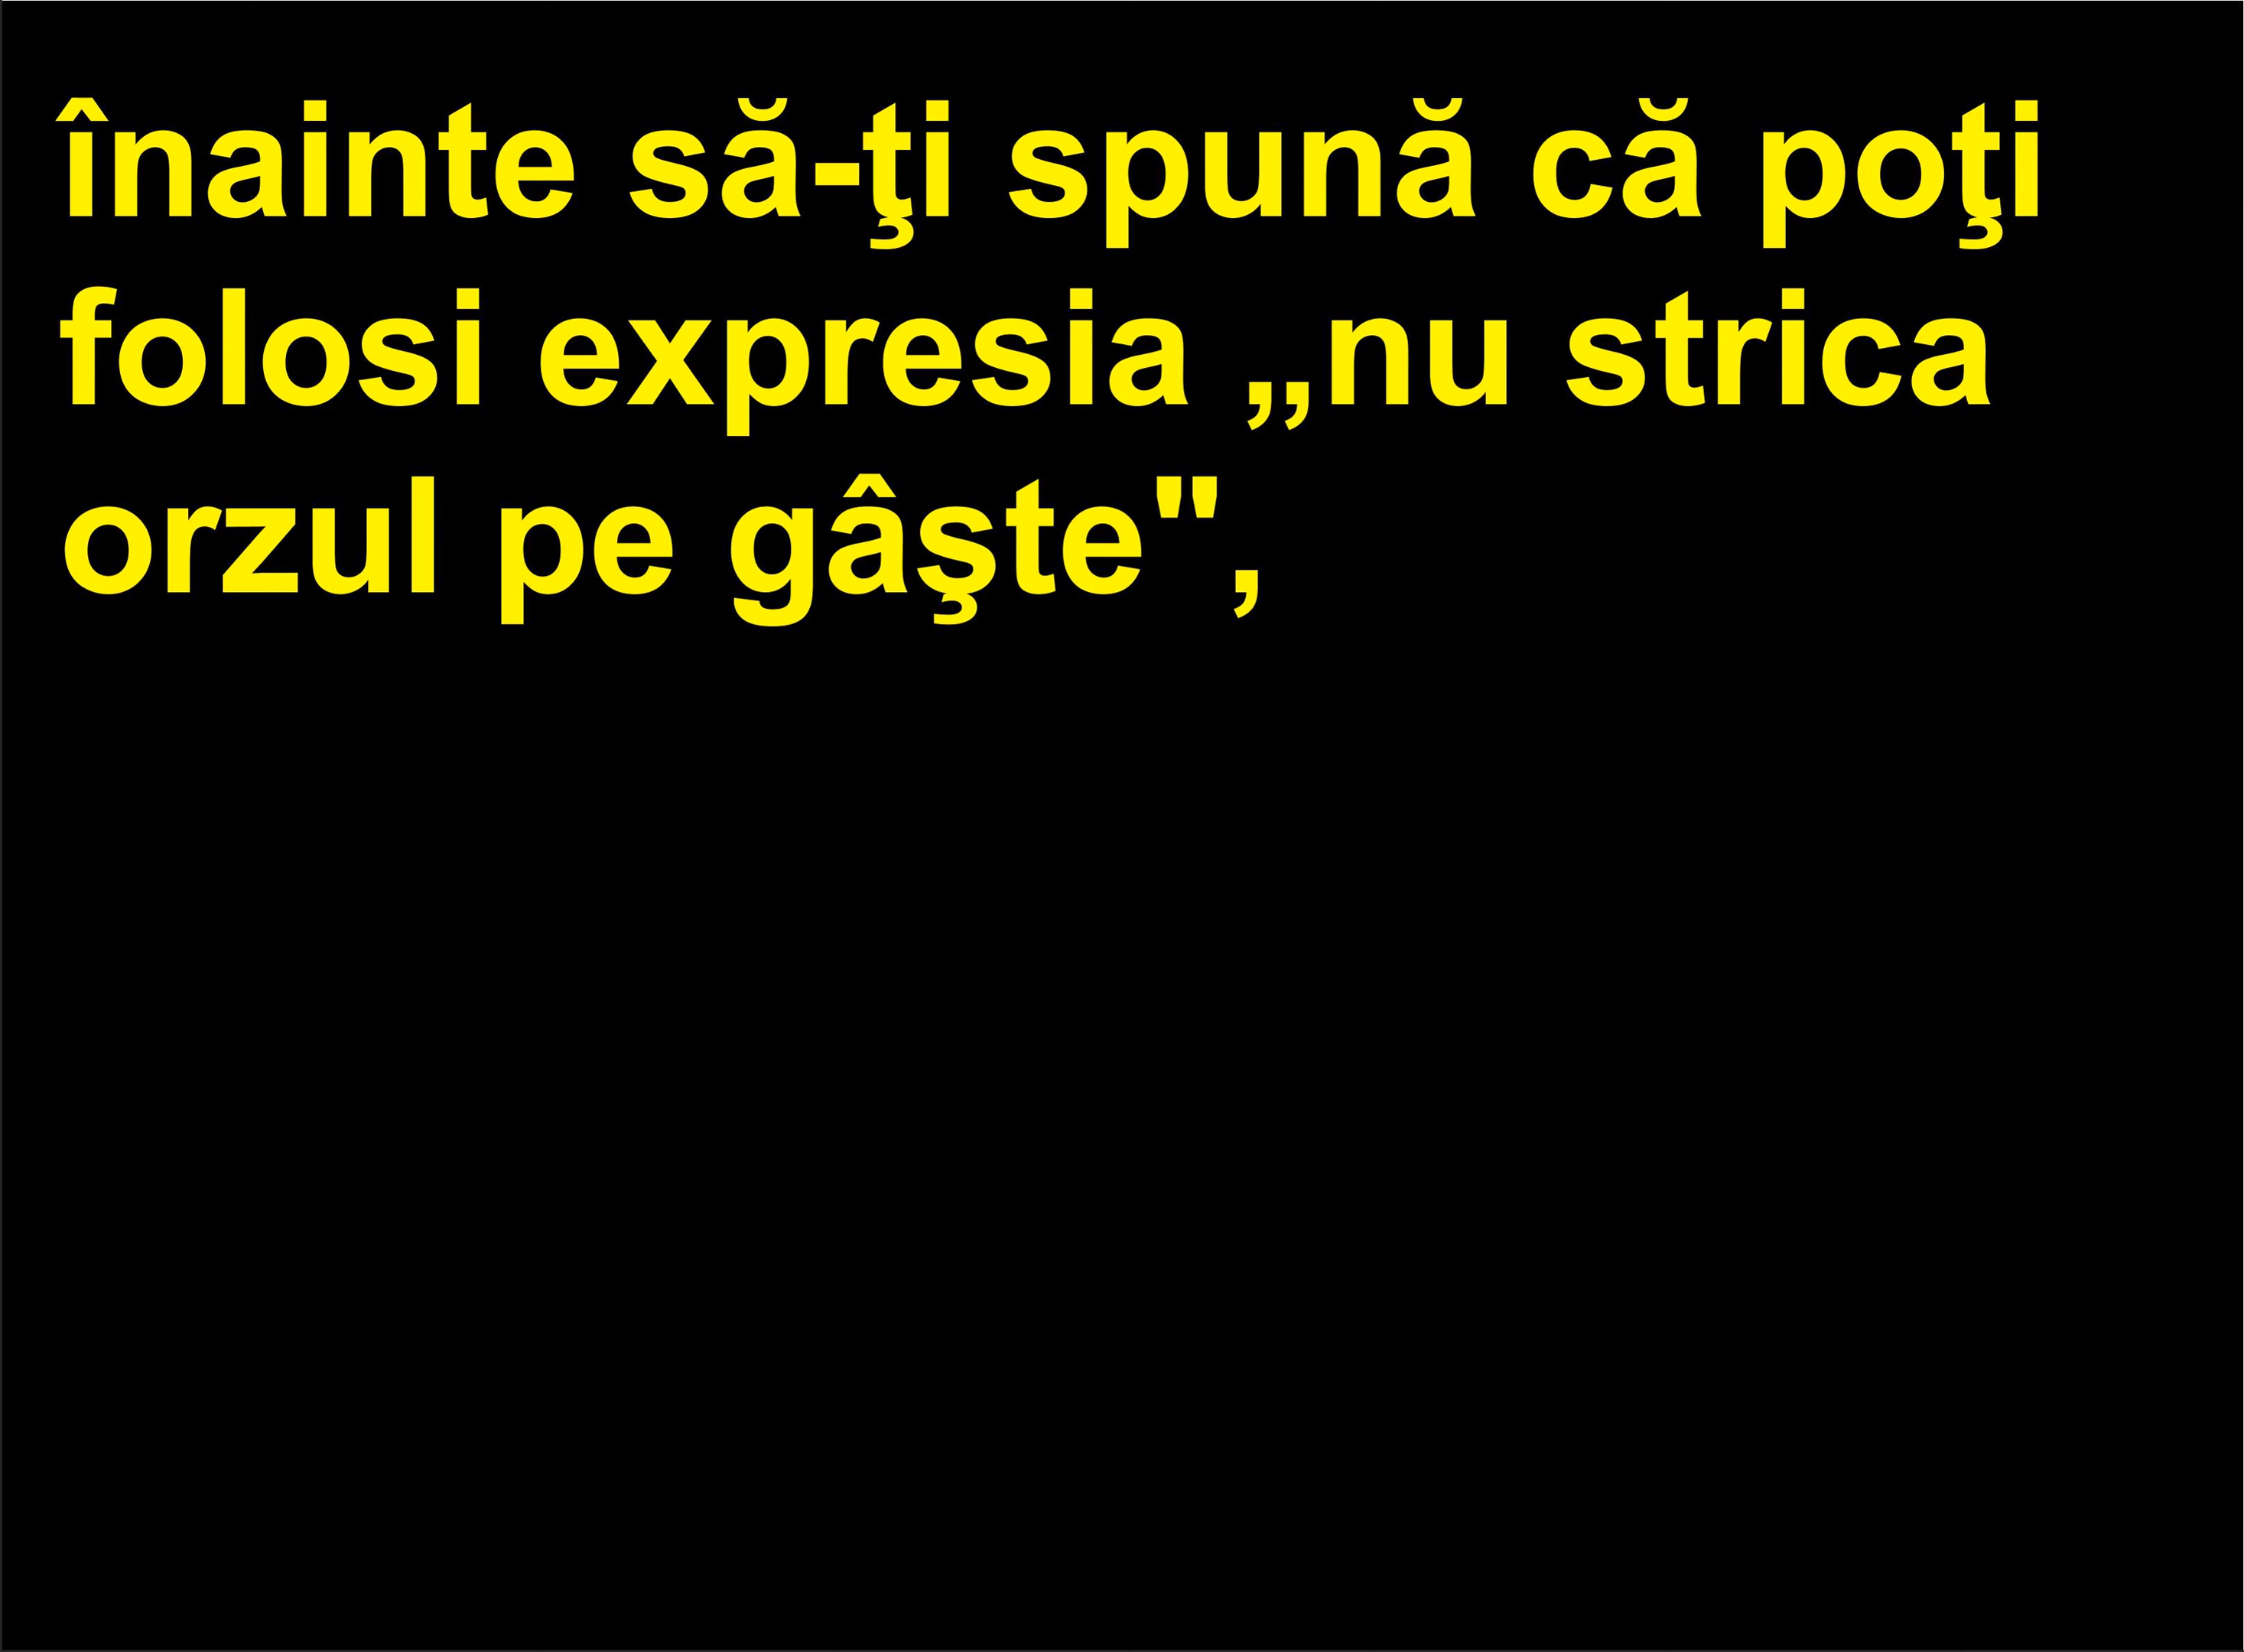 înainte să-ţi spună că poţi
folosi expresia ,,nu strica
orzul pe gâşte",